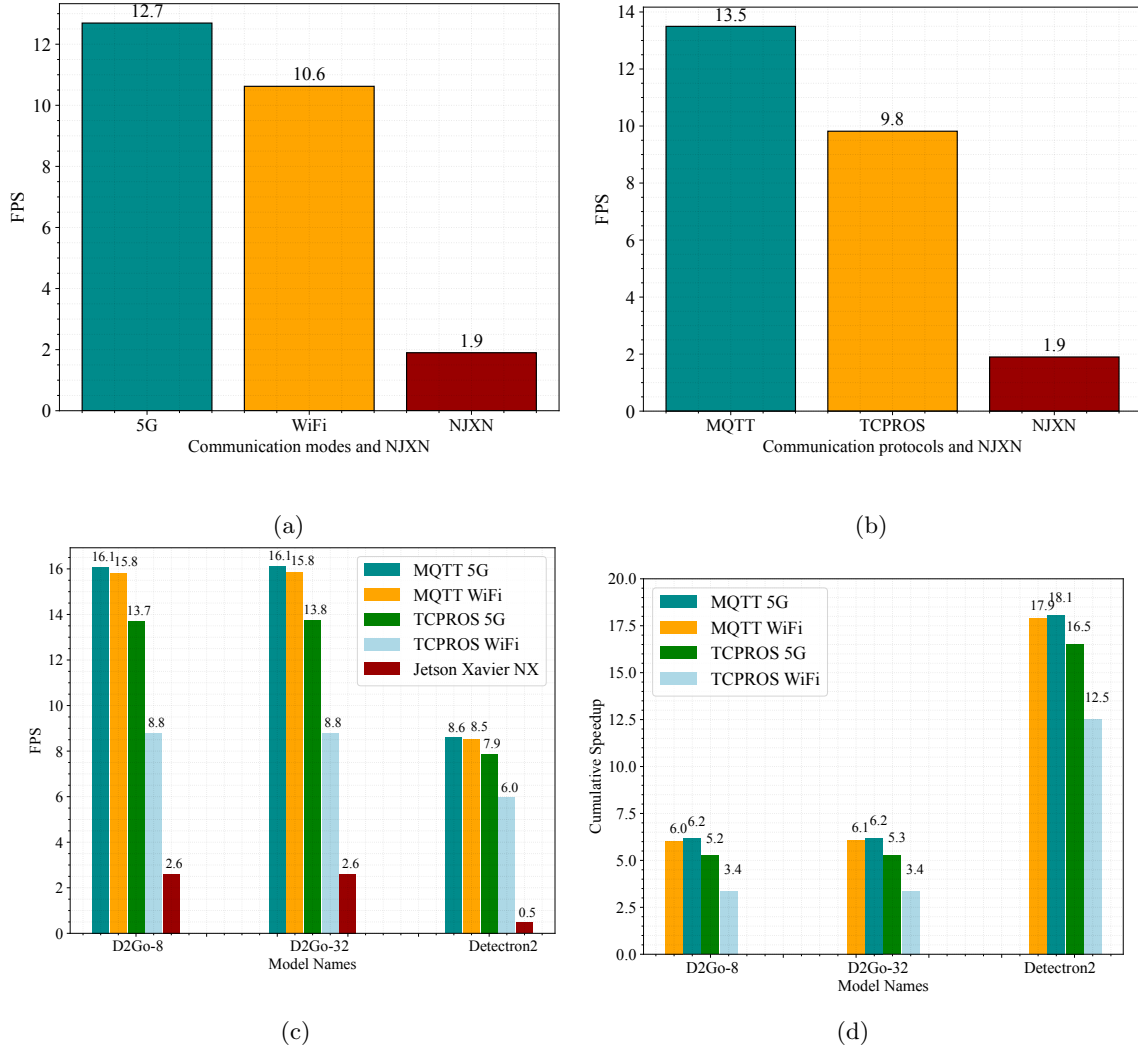 12.7
10.6
1.9
FPS
0
2
4
6
8
10
12
5G
WiFi
NJXN
Communication modes and NJXN
(a)
13.5
9.8
1.9
FPS
0
2
4
6
8
10
12
14
MQTT
TCPROS
NJXN
Communication protocols and NJXN
(b)
16.1
15.8
13.7
8.8
2.6
16.1
15.8
13.8
8.8
2.6
8.6
8.5
7.9
6.0
0.5
MQTT 5G
MQTT WiFi
TCPROS 5G
TCPROS WiFi
Jetson Xavier NX
FPS
0
2
4
6
8
10
12
14
16
D2Go-8
D2Go-32
Detectron2
Model Names
(c)
MQTT 5G
MQTT WiFi
TCPROS 5G
TCPROS WiFi
6.0
6.2
5.2
3.4
6.1
6.2
5.3
3.4
17.9
18.1
16.5
12.5
Cumulative Speedup
0.0
2.5
5.0
7.5
10.0
12.5
15.0
17.5
20.0
D2Go-8
D2Go-32
Detectron2
Model Names
(d)